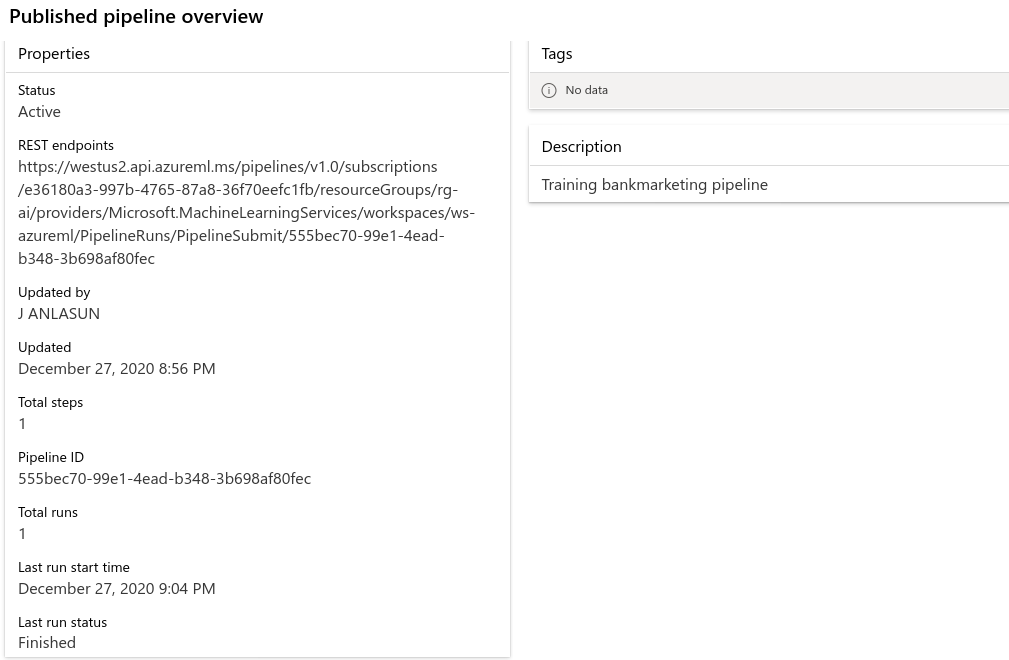 Published pipeline overview
Properties
Status
Active
REST endpoints
https://westus2.api.azureml.ms/pipelines/v1.0/subscriptions
/e36180a3-997b-4765-87a8-36f70eefc1fb/resourceGroups/rg-
ai/providers/Microsoft.MachineLearningServices/workspaces/ws-
azureml/PipelineRuns/PipelineSubmit/555bec70-99e1-4ead-
b348-3b698af80fec
Updated by
J ANLASUN
Updated
December 27, 2020 8:56 PM
Total steps
1
Pipeline ID
555bec70-99e1-4ead-b348-3b698af80fec
Total runs
1
Last run start time
December 27, 2020 9:04 PM
Last run status
Finished
Tags
No data
Description
Training bankmarketing pipeline